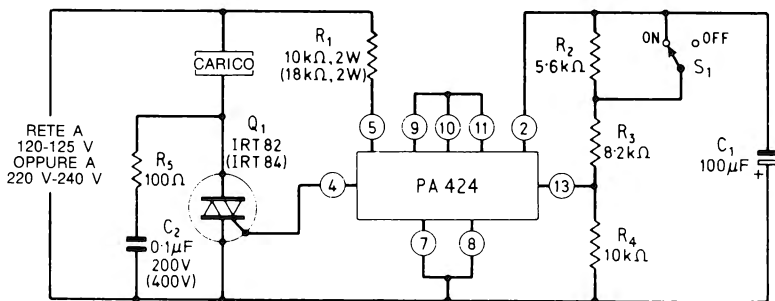 RETE A
120-125 V
OPPURE A
220 V-240 V
CARICO
R1
10kΩ, 2W
(18kΩ, 2W)
Q1
IRT 82
(IRT 84)
R5
100Ω
C2
0·1µF
200V
(400V)
5
9
10
11
2
4
PA 424
13
7
8
R2
5·6kΩ
ON
OFF
S1
R3
8·2kΩ
R4
10kΩ
C1
100µF
+